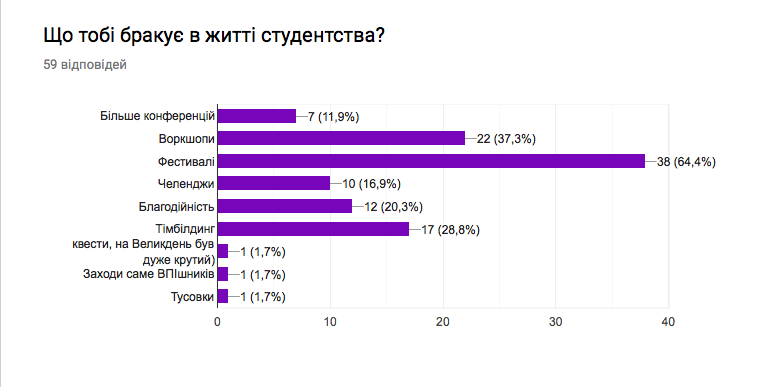 Що тобі бракує в житті студентства?
59 відповідей
Більше конференцій
7 (11,9%)
Воркшопи
22 (37,3%)
Фестивалі
38 (64,4%)
Челенджи
10 (16,9%)
Благодійність
12 (20,3%)
Тімбілдинг
17 (28,8%)
квести, на Великдень був
дуже крутий)
1 (1,7%)
Заходи саме ВПІшників
1 (1,7%)
Тусовки
1 (1,7%)
0 10 20 30 40